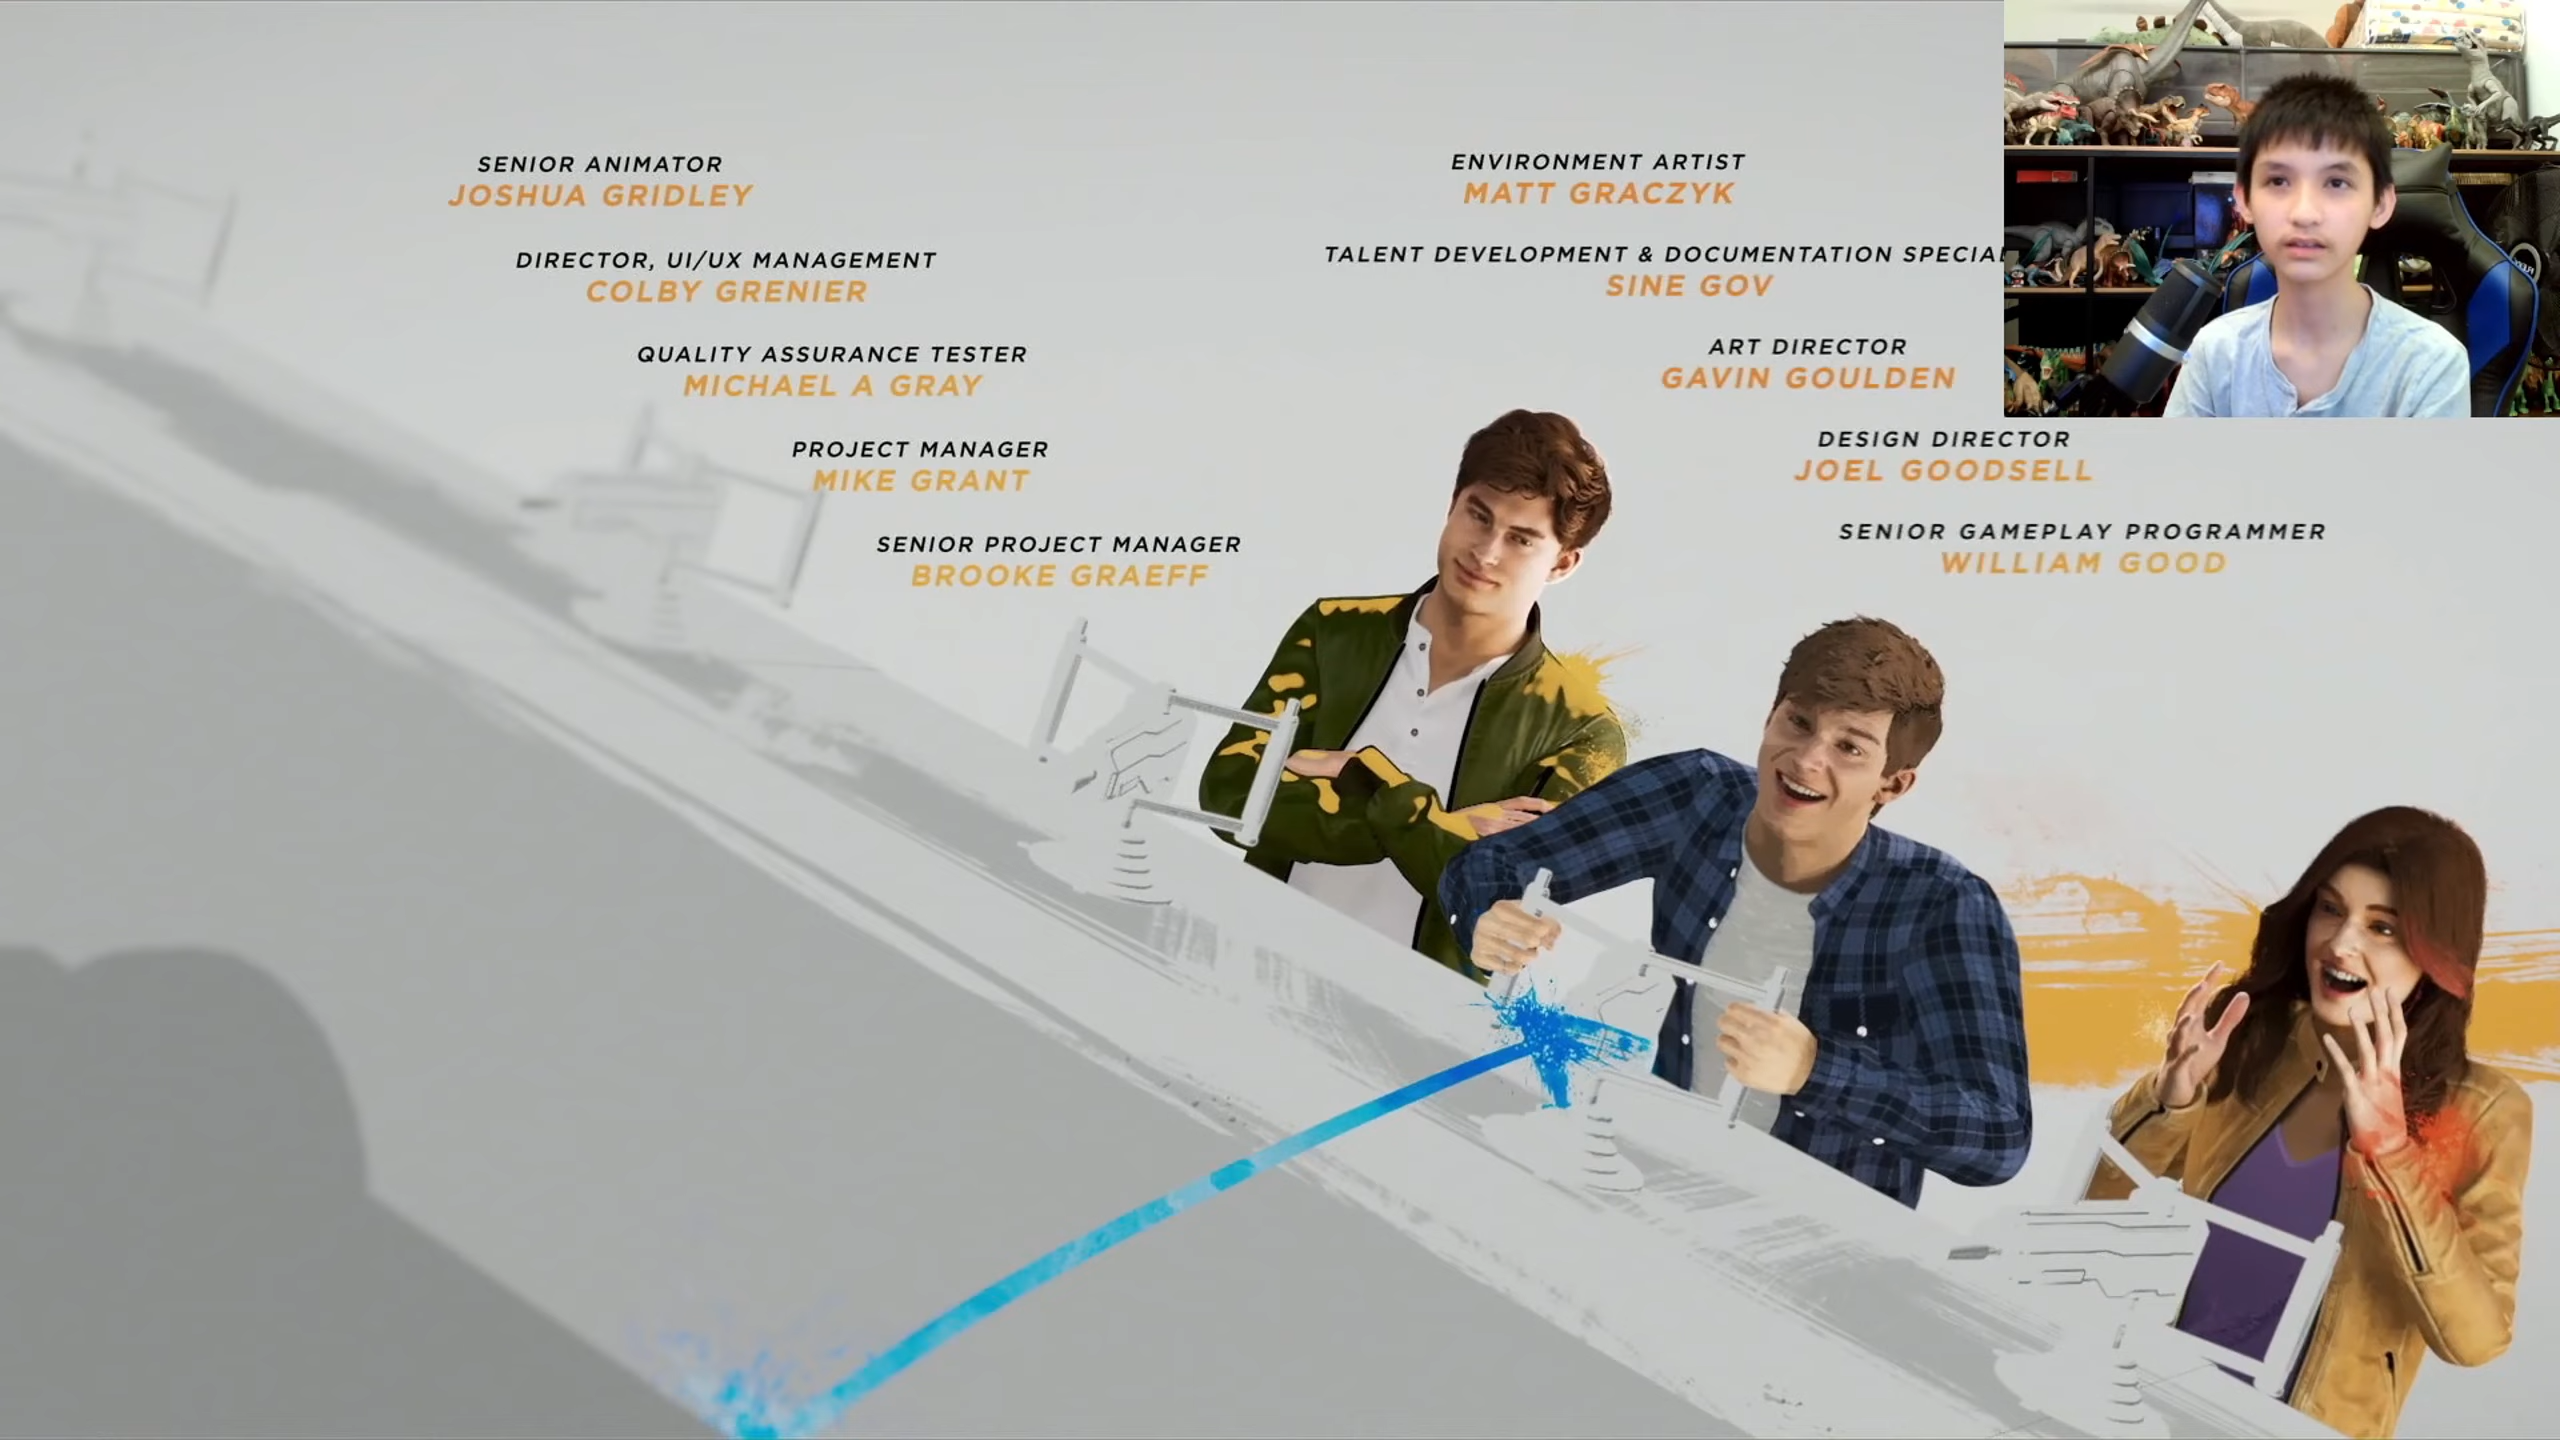 SENIOR ANIMATOR
JOSHUA GRIDLEY
DIRECTOR, UI/UX MANAGEMENT
COLBY GRENIER
QUALITY ASSURANCE TESTER
MICHAEL A GRAY
PROJECT MANAGER
MIKE GRANT
SENIOR PROJECT MANAGER
BROOKE GRAEFF
ENVIRONMENT ARTIST
MATT GRACZYK
TALENT DEVELOPMENT & DOCUMENTATION SPECIAL
SINE GOV
ART DIRECTOR
GAVIN GOULDEN
DESIGN DIRECTOR
JOEL GOODSELL
SENIOR GAMEPLAY PROGRAMMER
WILLIAM GOOD